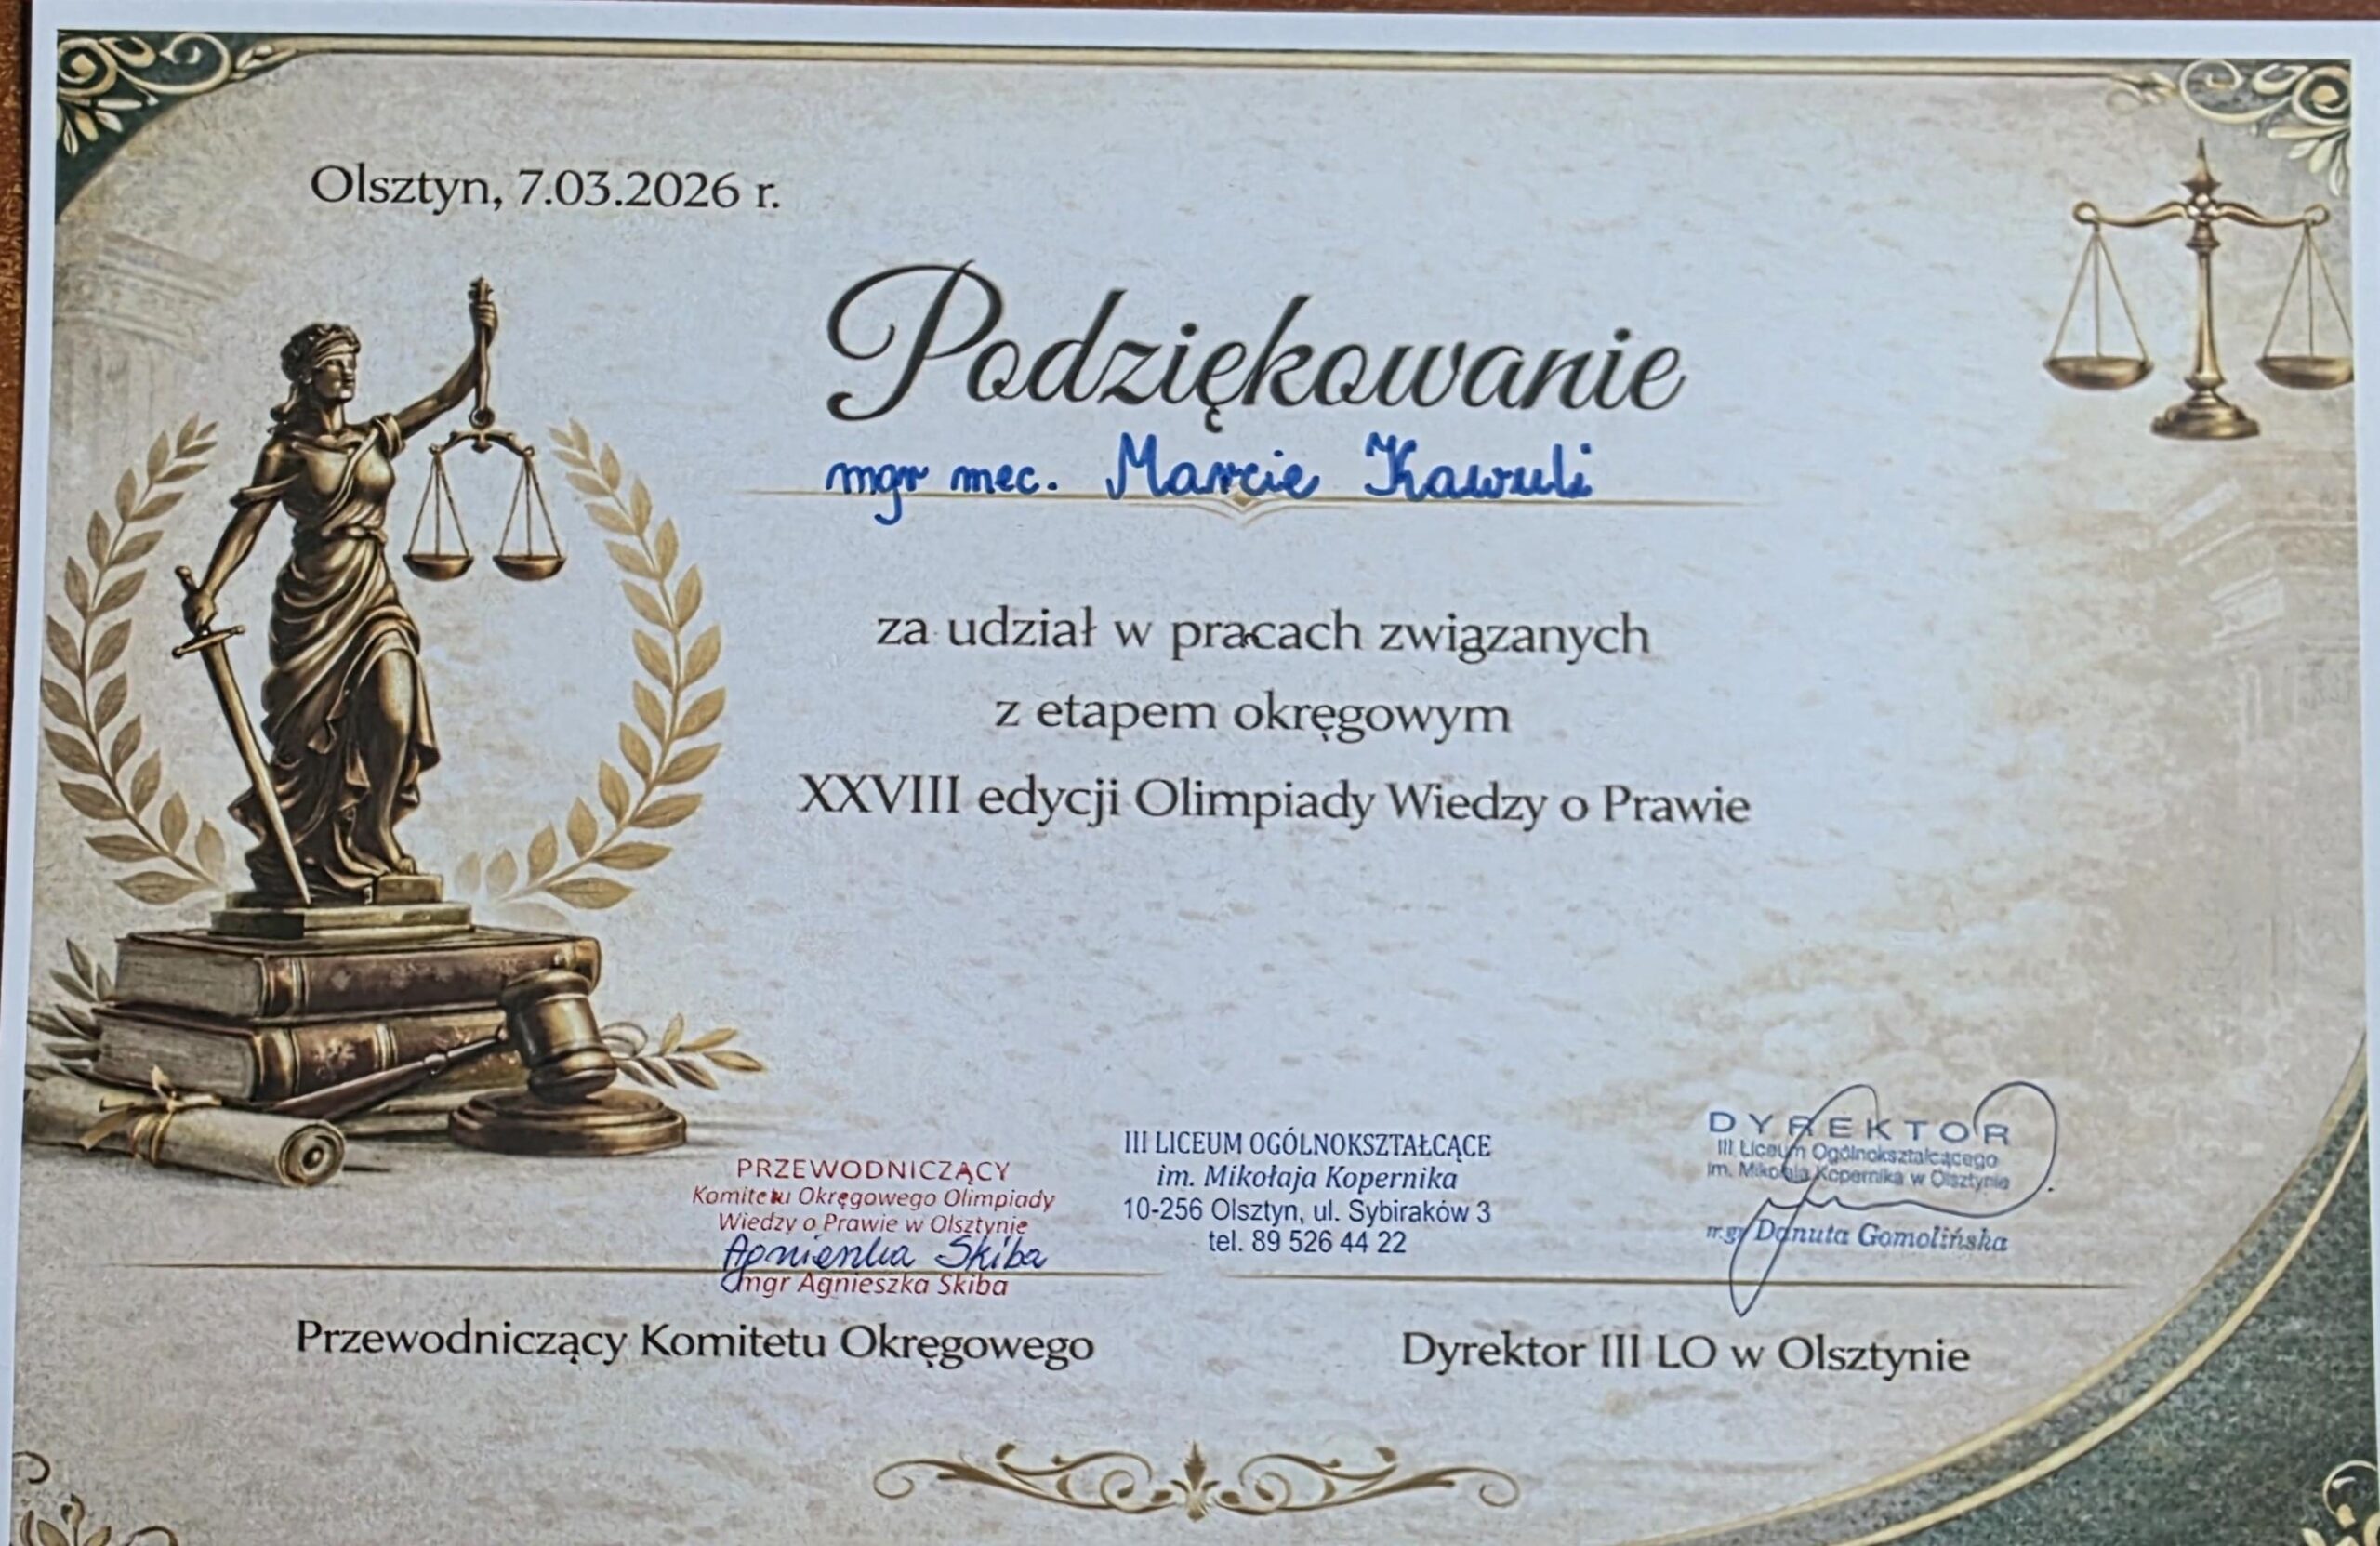 Olsztyn, 7.03.2026 r.
Podziękowanie
mgr mec. Marcie Kawuli
za udział w pracach związanych
z etapem okręgowym
XXVIII edycji Olimpiady Wiedzy o Prawie
PRZEWODNICZĄCY
Komitetu Okręgowego Olimpiady
Wiedzy o Prawie w Olsztynie
Agnieszka Skiba
mgr Agnieszka Skiba
Przewodniczący Komitetu Okręgowego
III LICEUM OGÓLNOKSZTAŁCĄCE
im. Mikołaja Kopernika
10-256 Olsztyn, ul. Sybiraków 3
tel. 89 526 44 22
DYREKTOR
III Liceum Ogólnokształcącego
im. Mikołaja Kopernika w Olsztynie
mgr Danuta Gomolińska
Dyrektor III LO w Olsztynie